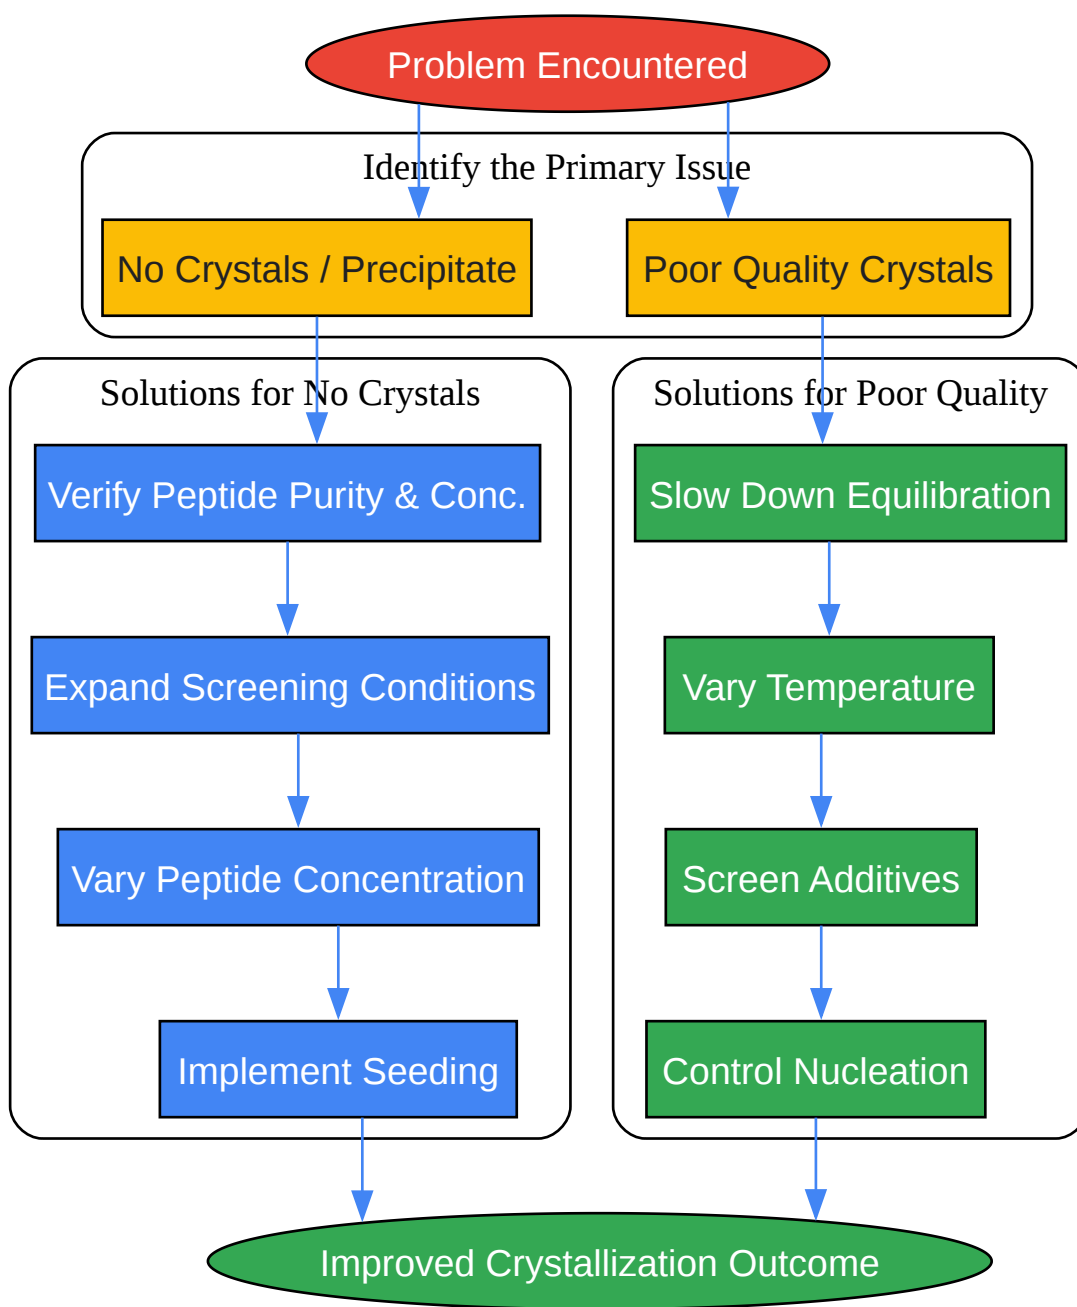 Problem Encountered
Identify the Primary Issue
No Crystals / Precipitate
Poor Quality Crystals
Solutions for No Crystals
Verify Peptide Purity & Conc.
Expand Screening Conditions
Vary Peptide Concentration
Implement Seeding
Solutions for Poor Quality
Slow Down Equilibration
Vary Temperature
Screen Additives
Control Nucleation
Improved Crystallization Outcome